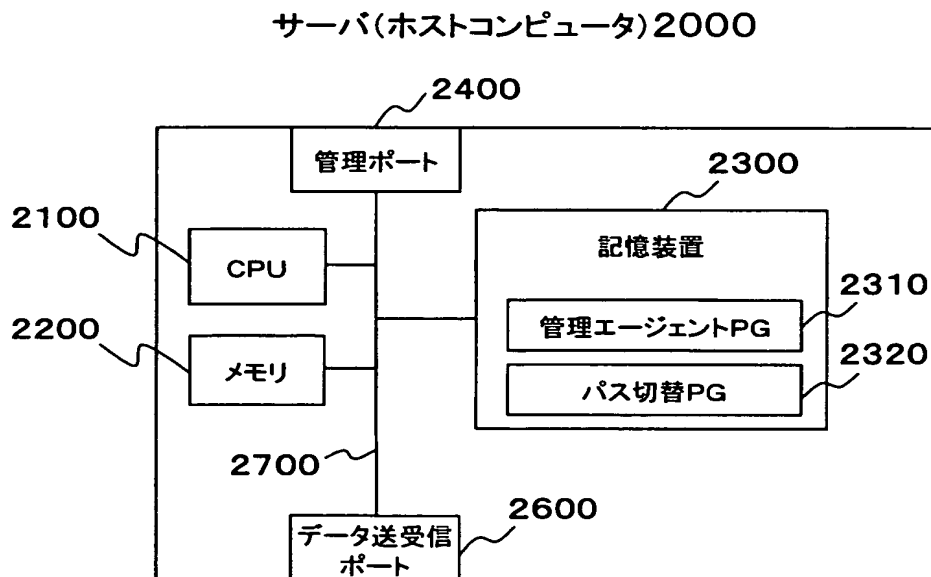 サーバ(ホストコンピュータ)2000
2400
管理ポート
2300
2100
CPU
記憶装置
2310
管理エージェントPG
2200
メモリ
2320
パス切替PG
2700
2600
データ送受信
ポート